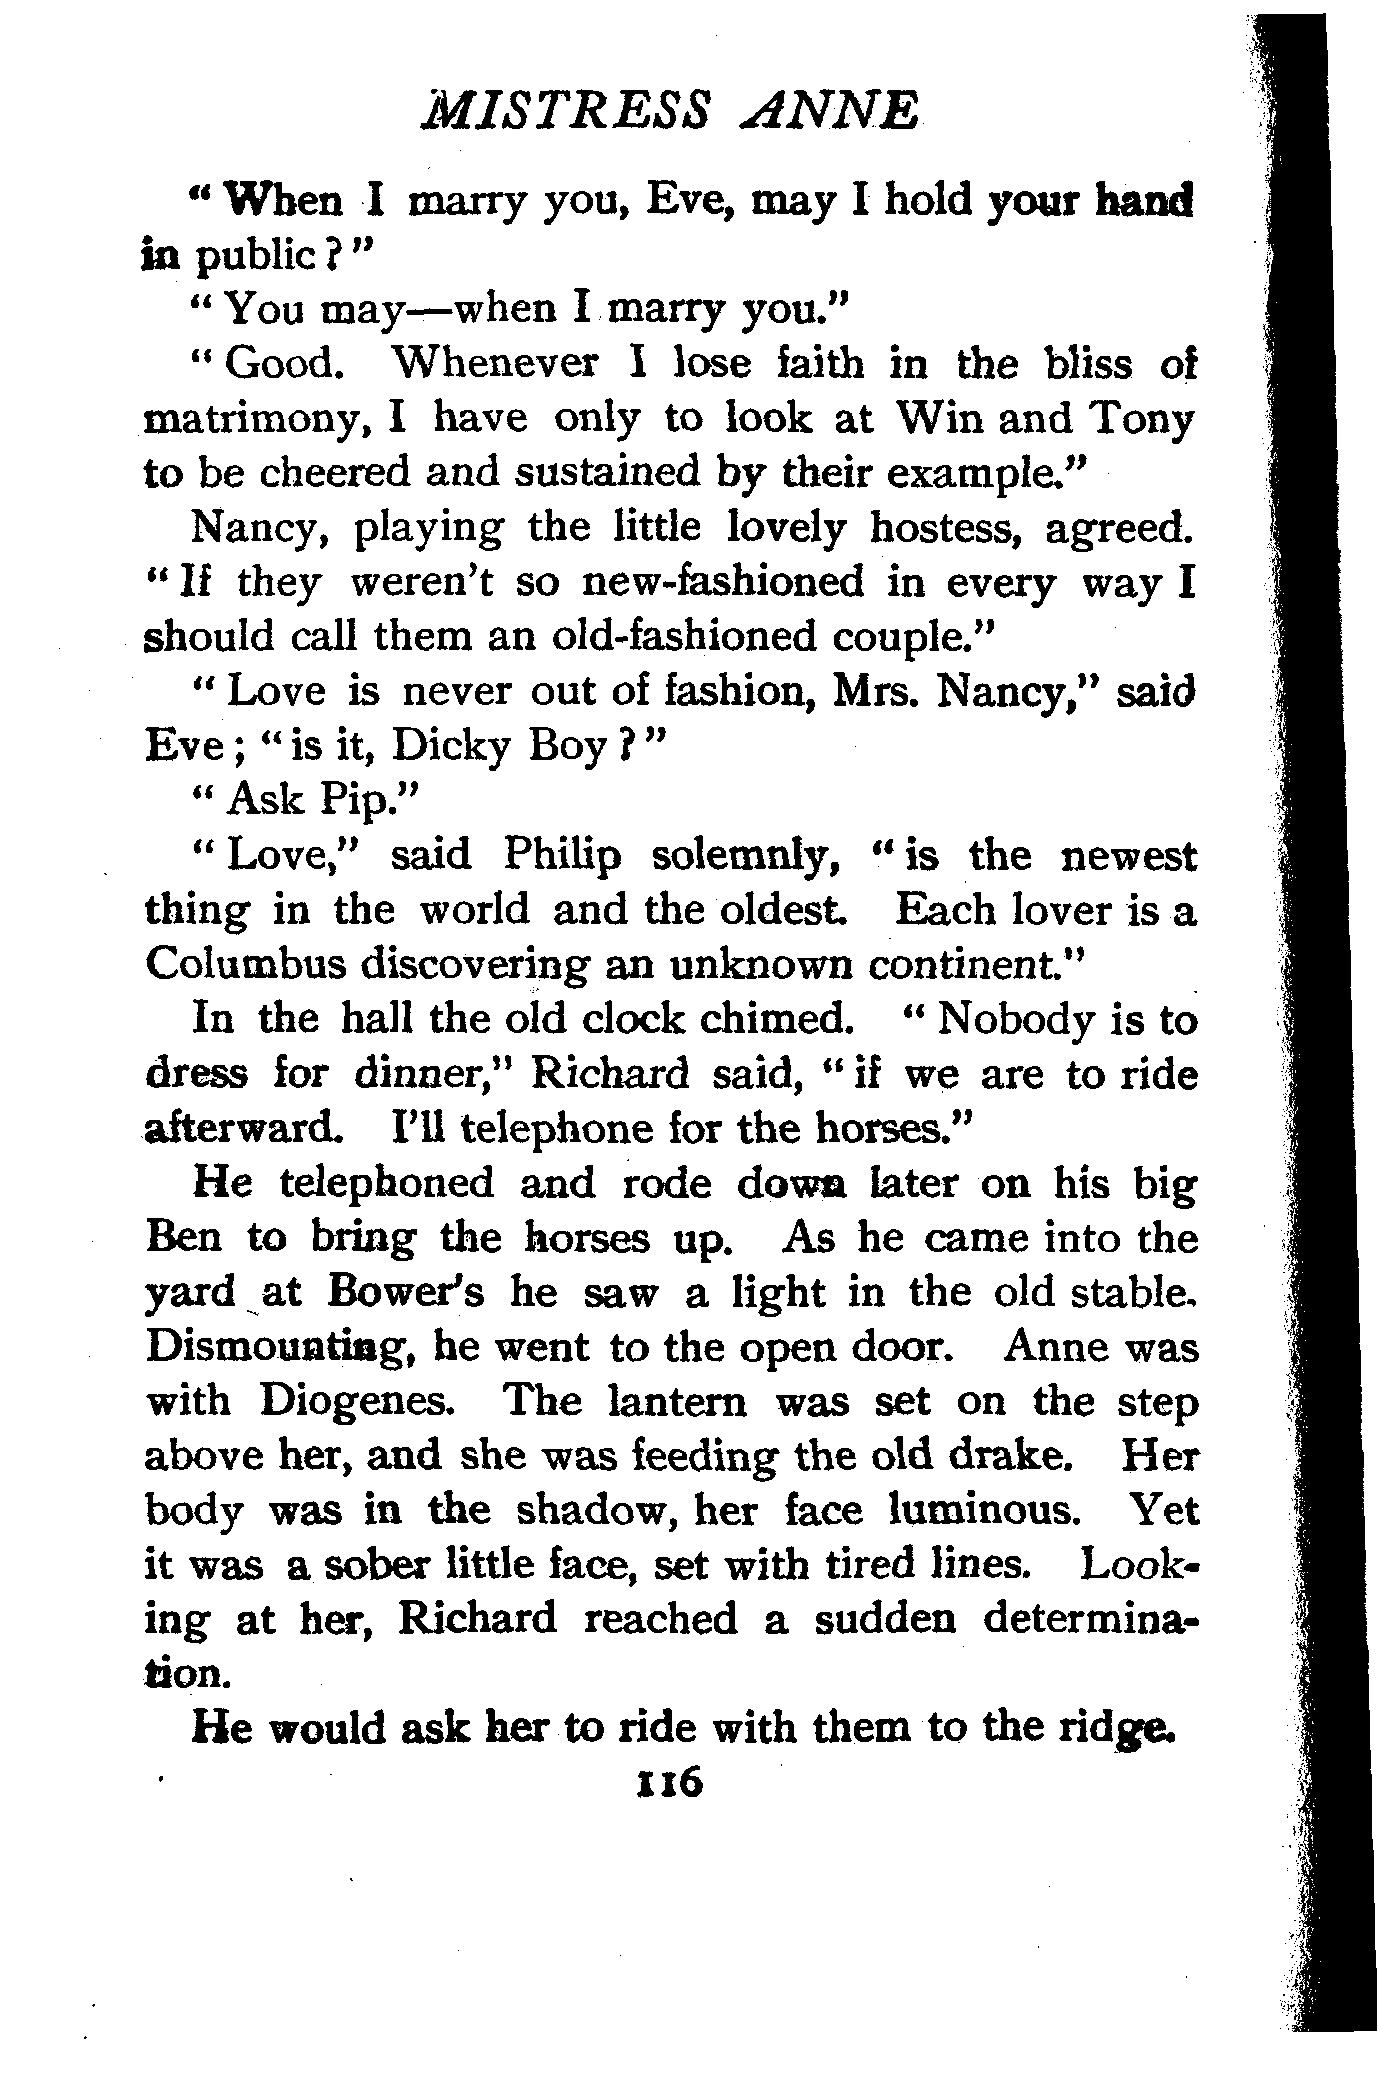 MISTRESS ANNE
" When I marry you, Eve, may I hold your hand
in public ? "
" You may—when I marry you."
" Good. Whenever I lose faith in the bliss of
matrimony, I have only to look at Win and Tony
to be cheered and sustained by their example."
Nancy, playing the little lovely hostess, agreed.
" If they weren't so new-fashioned in every way I
should call them an old-fashioned couple."
" Love is never out of fashion, Mrs. Nancy," said
Eve ; " is it, Dicky Boy ? "
" Ask Pip."
" Love," said Philip solemnly, " is the newest
thing in the world and the oldest. Each lover is a
Columbus discovering an unknown continent."
In the hall the old clock chimed. " Nobody is to
dress for dinner," Richard said, " if we are to ride
afterward. I'll telephone for the horses."
He telephoned and rode down later on his big
Ben to bring the horses up. As he came into the
yard at Bower's he saw a light in the old stable.
Dismounting, he went to the open door. Anne was
with Diogenes. The lantern was set on the step
above her, and she was feeding the old drake. Her
body was in the shadow, her face luminous. Yet
it was a sober little face, set with tired lines. Look-
ing at her, Richard reached a sudden determina-
tion.
He would ask her to ride with them to the ridge.
116